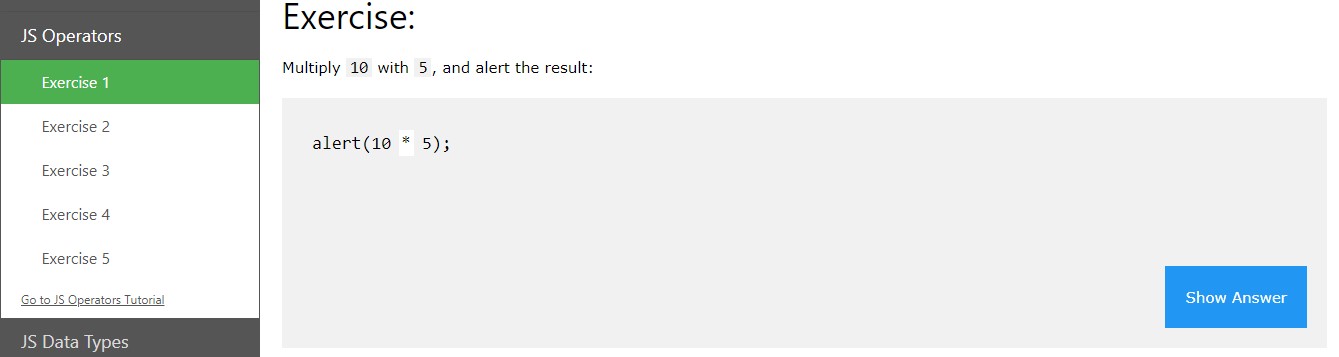 JS Operators
Exercise 1
Exercise 2
Exercise 3
Exercise 4
Exercise 5
Go to JS Operators Tutorial
JS Data Types
Exercise:
Multiply 10 with 5, and alert the result:
alert(10 * 5);
Show Answer